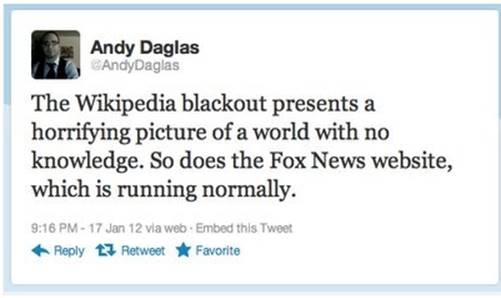 Andy Daglas
@AndyDaglas
The Wikipedia blackout presents a
horrifying picture of a world with no
knowledge. So does the Fox News website,
which is running normally.
9:16 PM - 17 Jan 12 via web · Embed this Tweet
Reply Retweet Favorite